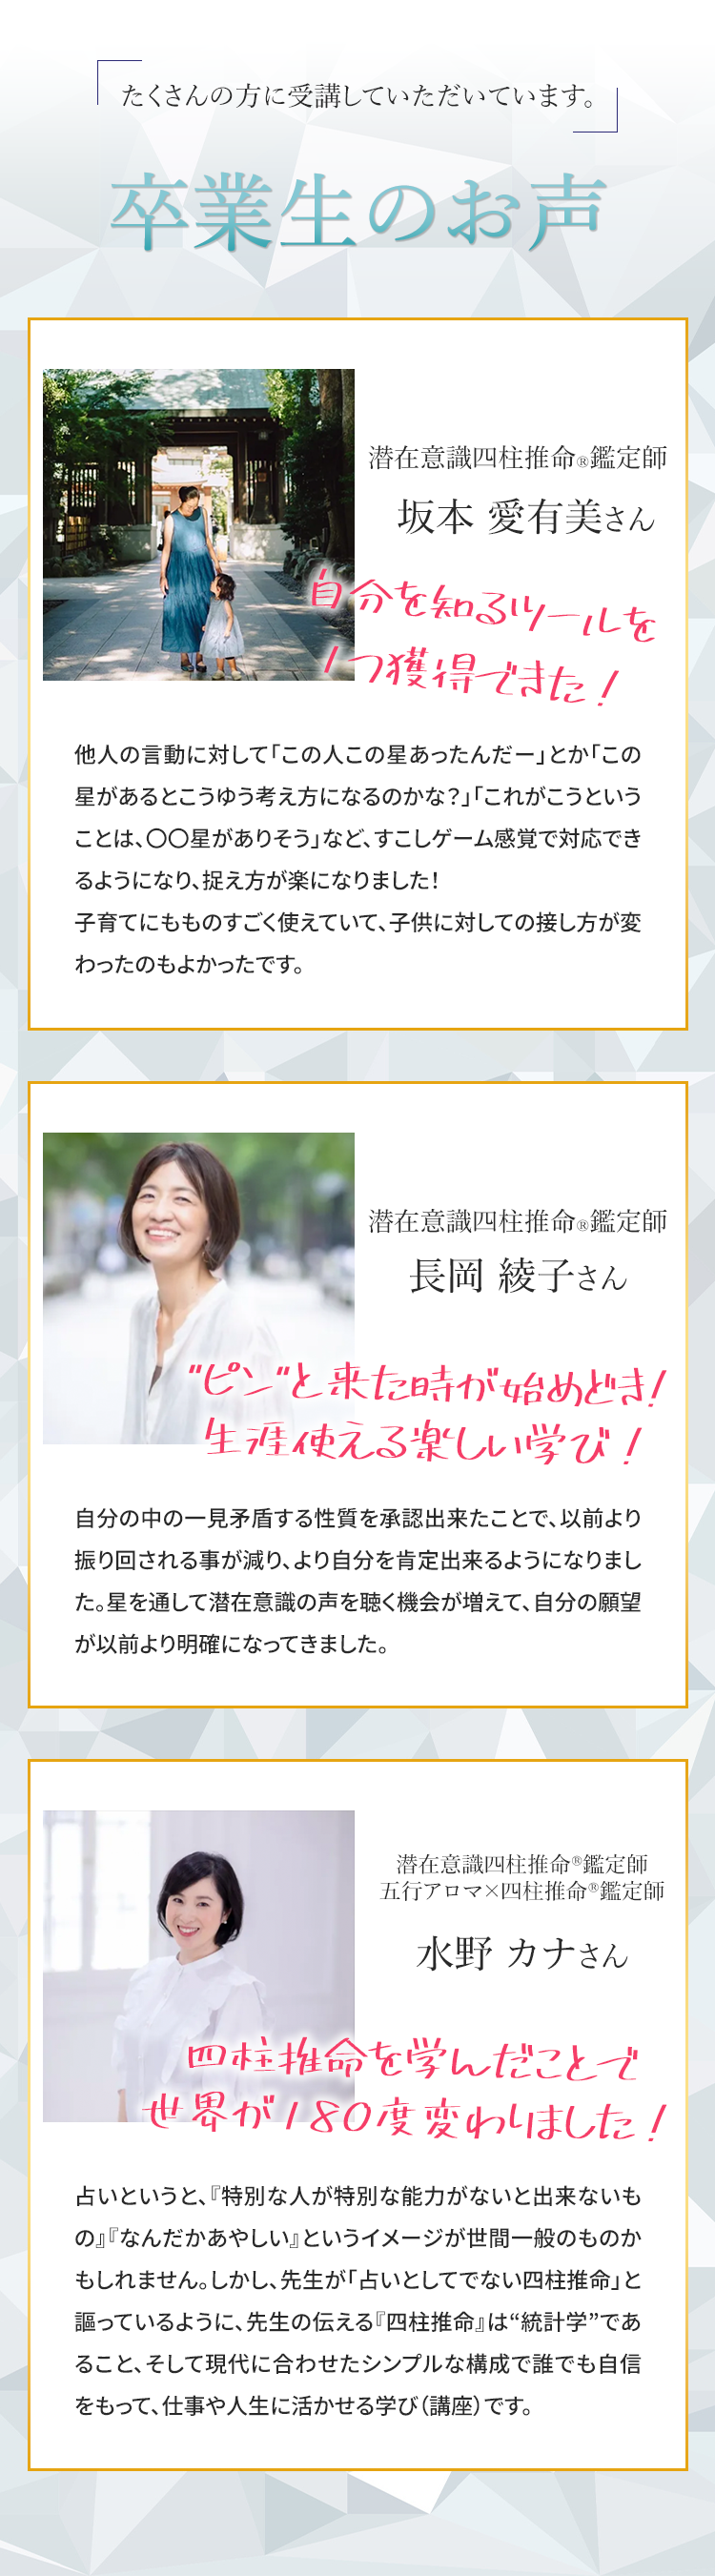 たくさんの方に受講していただいています。
卒業生のお声
潜在意識四柱推命®鑑定師
坂本 愛有美さん
自分を知るツールを
1つ獲得できた！
他人の言動に対して「この人この星あったんだー」とか「この
星があるとこうゆう考え方になるのかな？」「これがこうという
ことは、〇〇星がありそう」など、すこしゲーム感覚で対応でき
るようになり、捉え方が楽になりました！
子育てにもものすごく使えていて、子供に対しての接し方が変
わったのもよかったです。
潜在意識四柱推命®鑑定師
長岡 綾子さん
"ピン"と来た時が始めどき！
生涯使える楽しい学び！
自分の中の一見矛盾する性質を承認出来たことで、以前より
振り回される事が減り、より自分を肯定出来るようになりまし
た。星を通して潜在意識の声を聴く機会が増えて、自分の願望
が以前より明確になってきました。
潜在意識四柱推命®鑑定師
五行アロマ×四柱推命®鑑定師
水野 カナさん
四柱推命を学んだことで
世界が180度変わりました！
占いというと、『特別な人が特別な能力がないと出来ないも
の』『なんだかあやしい』というイメージが世間一般のものか
もしれません。しかし、先生が「占いとしてでない四柱推命」と
謳っているように、先生の伝える『四柱推命』は“統計学”であ
ること、そして現代に合わせたシンプルな構成で誰でも自信
をもって、仕事や人生に活かせる学び（講座）です。